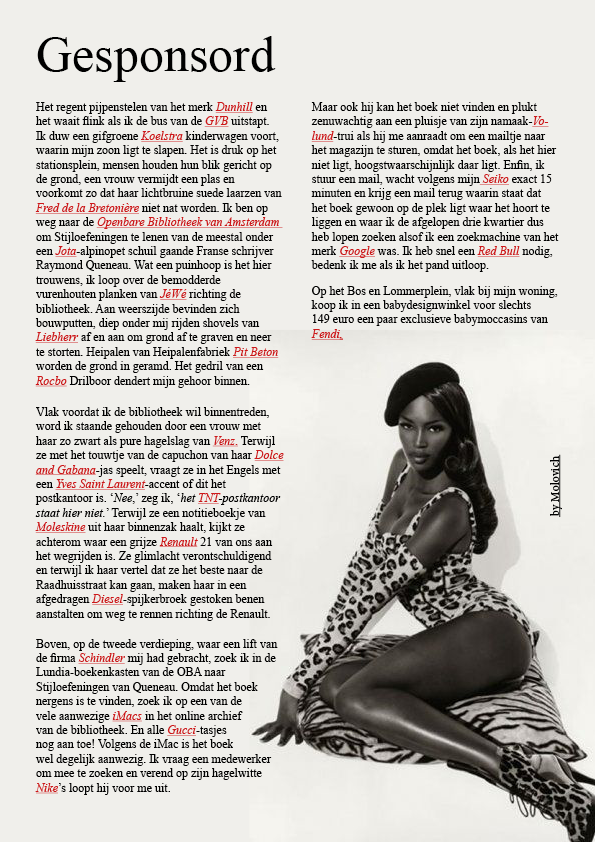 Gesponsord
Het regent pijpenstelen van het merk Dunhill en
het waait flink als ik de bus van de GVB uitstapt.
Ik duw een gifgroene Koelstra kinderwagen voort,
waarin mijn zoon ligt te slapen. Het is druk op het
stationsplein, mensen houden hun blik gericht op
de grond, een vrouw vermijdt een plas en
voorkomt zo dat haar lichtbruine suede laarzen van
Fred de la Bretonière niet nat worden. Ik ben op
weg naar de Openbare Bibliotheek van Amsterdam
om Stijloefeningen te lenen van de meestal onder
een Jota-alpinopet schuil gaande Franse schrijver
Raymond Queneau. Wat een puinhoop is het hier
trouwens, ik loop over de bemodderde
vurenhouten planken van JéWé richting de
bibliotheek. Aan weerszijde bevinden zich
bouwputten, diep onder mij rijden shovels van
Liebherr af en aan om grond af te graven en neer
te storten. Heipalen van Heipalenfabriek Pit Beton
worden de grond in geramd. Het gedril van een
Rocbo Drilboor dendert mijn gehoor binnen.
Vlak voordat ik de bibliotheek wil binnentreden,
word ik staande gehouden door een vrouw met
haar zo zwart als pure hagelslag van Venz. Terwijl
ze met het touwtje van de capuchon van haar Dolce
and Gabana-jas speelt, vraagt ze in het Engels met
een Yves Saint Laurent-accent of dit het
postkantoor is. ‘Nee,’ zeg ik, ‘het TNT-postkantoor
staat hier niet.’ Terwijl ze een notitieboekje van
Moleskine uit haar binnenzak haalt, kijkt ze
achterom waar een grijze Renault 21 van ons aan
het wegrijden is. Ze glimlacht verontschuldigend
en terwijl ik haar vertel dat ze het beste naar de
Raadhuisstraat kan gaan, maken haar in een
afgedragen Diesel-spijkerbroek gestoken benen
aanstalten om weg te rennen richting de Renault.
Boven, op de tweede verdieping, waar een lift van
de firma Schindler mij had gebracht, zoek ik in de
Lundia-boekenkasten van de OBA naar
Stijloefeningen van Queneau. Omdat het boek
nergens is te vinden, zoek ik op een van de
vele aanwezige iMacs in het online archief
van de bibliotheek. En alle Gucci-tasjes
nog aan toe! Volgens de iMac is het boek
wel degelijk aanwezig. Ik vraag een medewerker
om mee te zoeken en verend op zijn hagelwitte
Nike’s loopt hij voor me uit.
Maar ook hij kan het boek niet vinden en plukt
zenuwachtig aan een pluisje van zijn namaak-Vo-
lund-trui als hij me aanraadt om een mailtje naar
het magazijn te sturen, omdat het boek, als het hier
niet ligt, hoogstwaarschijnlijk daar ligt. Enfin, ik
stuur een mail, wacht volgens mijn Seiko exact 15
minuten en krijg een mail terug waarin staat dat
het boek gewoon op de plek ligt waar het hoort te
liggen en waar ik de afgelopen drie kwartier dus
heb lopen zoeken alsof ik een zoekmachine van het
merk Google was. Ik heb snel een Red Bull nodig,
bedenk ik me als ik het pand uitloop.
Op het Bos en Lommerplein, vlak bij mijn woning,
koop ik in een babydesignwinkel voor slechts
149 euro een paar exclusieve babymoccasins van
Fendi.
by Molovich